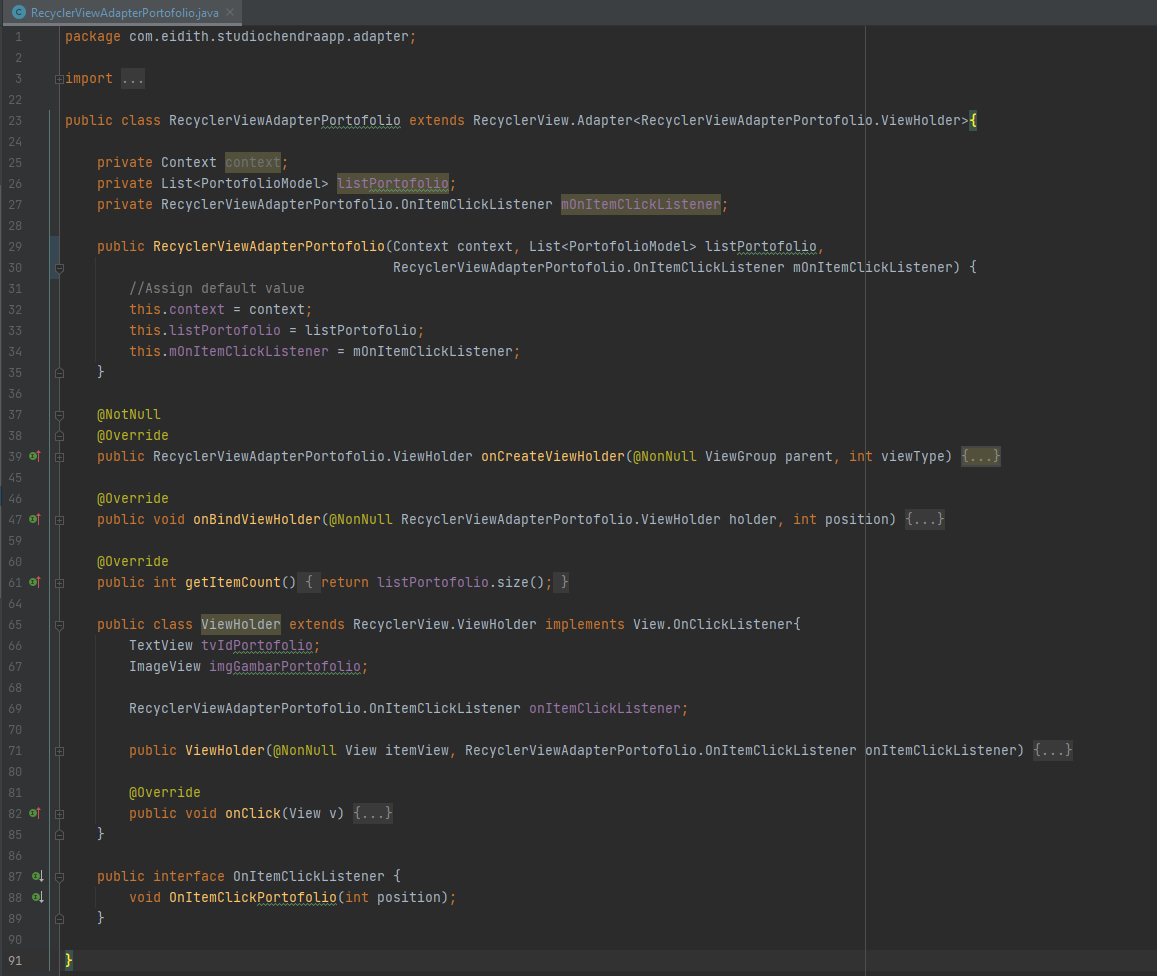 RecyclerViewAdapterPortofolio.java
1 package com.eidith.studiochendraapp.adapter;
2
3 import ...
22
23 public class RecyclerViewAdapterPortofolio extends RecyclerView.Adapter<RecyclerViewAdapterPortofolio.ViewHolder>{
24
25     private Context context;
26     private List<PortofolioModel> listPortofolio;
27     private RecyclerViewAdapterPortofolio.OnItemClickListener mOnItemClickListener;
28
29     public RecyclerViewAdapterPortofolio(Context context, List<PortofolioModel> listPortofolio,
30                                          RecyclerViewAdapterPortofolio.OnItemClickListener mOnItemClickListener) {
31         //Assign default value
32         this.context = context;
33         this.listPortofolio = listPortofolio;
34         this.mOnItemClickListener = mOnItemClickListener;
35     }
36
37     @NotNull
38     @Override
39     public RecyclerViewAdapterPortofolio.ViewHolder onCreateViewHolder(@NonNull ViewGroup parent, int viewType) {...}
45
46     @Override
47     public void onBindViewHolder(@NonNull RecyclerViewAdapterPortofolio.ViewHolder holder, int position) {...}
59
60     @Override
61     public int getItemCount() { return listPortofolio.size(); }
64
65     public class ViewHolder extends RecyclerView.ViewHolder implements View.OnClickListener{
66         TextView tvIdPortofolio;
67         ImageView imgGambarPortofolio;
68
69         RecyclerViewAdapterPortofolio.OnItemClickListener onItemClickListener;
70
71         public ViewHolder(@NonNull View itemView, RecyclerViewAdapterPortofolio.OnItemClickListener onItemClickListener) {...}
80
81         @Override
82         public void onClick(View v) {...}
85     }
86
87     public interface OnItemClickListener {
88         void OnItemClickPortofolio(int position);
89     }
90
91 }